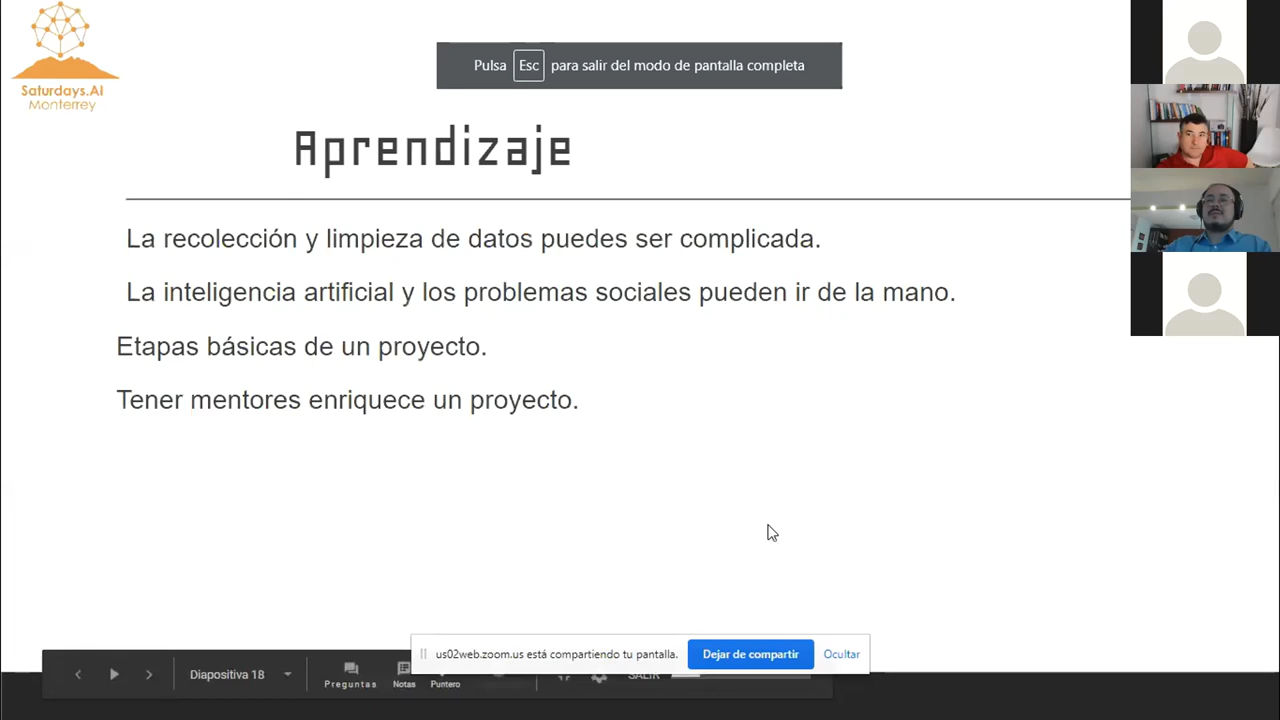 Saturdays.AI
Monterrey
Pulsa Esc para salir del modo de pantalla completa
Aprendizaje
La recolección y limpieza de datos puedes ser complicada.
La inteligencia artificial y los problemas sociales pueden ir de la mano.
Etapas básicas de un proyecto.
Tener mentores enriquece un proyecto.
us02web.zoom.us está compartiendo tu pantalla. Dejar de compartir Ocultar
Diapositiva 18 Preguntas Notas Puntero SALIR